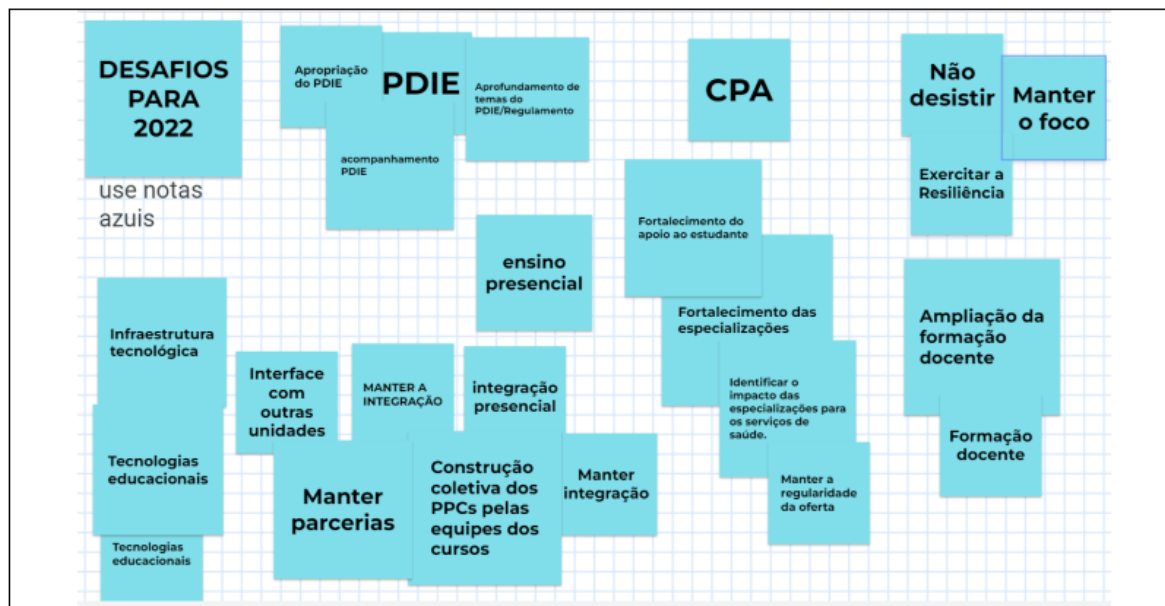 DESAFIOS
PARA
2022
use notas
azuis
Apropriação
do PDIE
PDIE
Aprofundamento de
temas do
PDIE/Regulamento
acompanhamento
PDIE
CPA
Não
desistir
Manter
o foco
Exercitar a
Resiliência
Fortalecimento do
apoio ao estudante
ensino
presencial
Fortalecimento das
especializações
Ampliação da
formação
docente
Infraestrutura
tecnológica
Interface
com
outras
unidades
MANTER A
INTEGRAÇÃO
integração
presencial
Identificar o
impacto das
especializações para
os serviços de
saúde.
Formação
docente
Tecnologias
educacionais
Manter
parcerias
Construção
coletiva dos
PPCs pelas
equipes dos
cursos
Manter
integração
Manter a
regularidade
da oferta
Tecnologias
educacionais